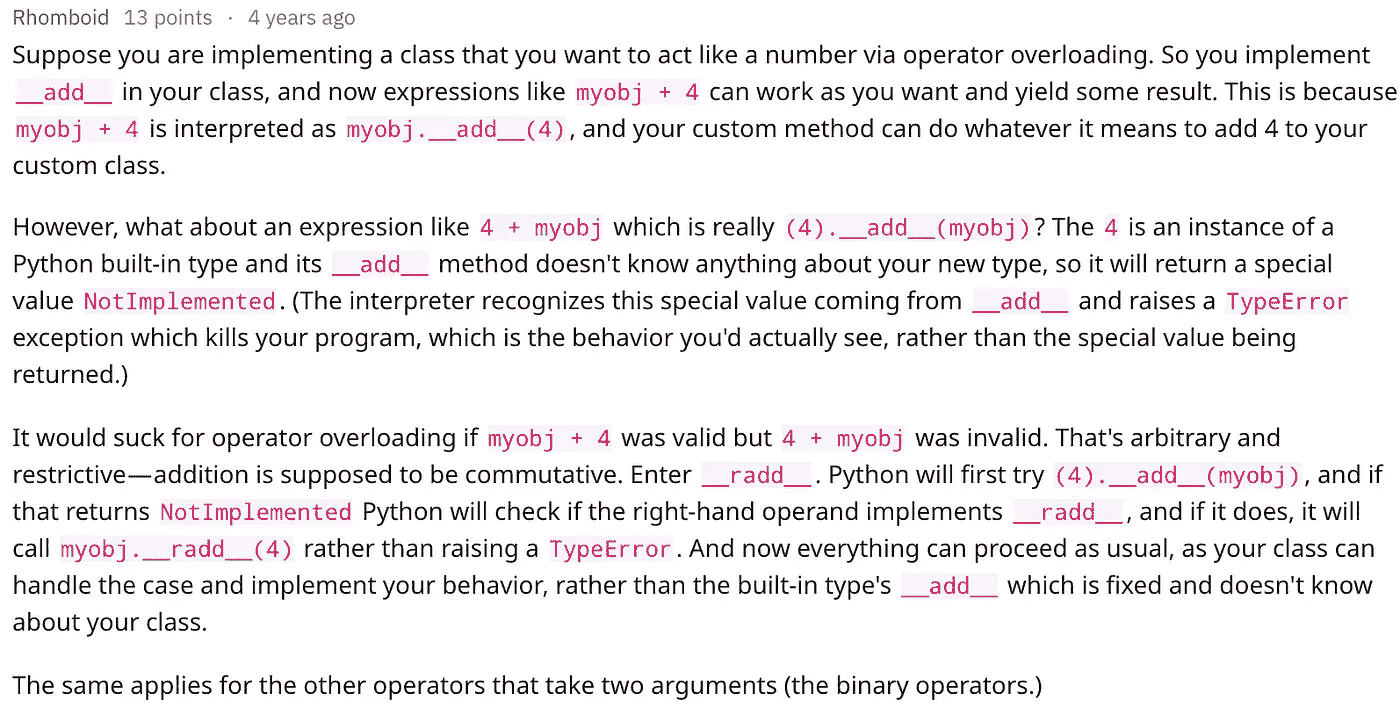 Rhomboid 13 points · 4 years ago
Suppose you are implementing a class that you want to act like a number via operator overloading. So you implement
__add__ in your class, and now expressions like myobj + 4 can work as you want and yield some result. This is because
myobj + 4 is interpreted as myobj.__add__(4), and your custom method can do whatever it means to add 4 to your
custom class.
However, what about an expression like 4 + myobj which is really (4).__add__(myobj)? The 4 is an instance of a
Python built-in type and its __add__ method doesn't know anything about your new type, so it will return a special
value NotImplemented. (The interpreter recognizes this special value coming from __add__ and raises a TypeError
exception which kills your program, which is the behavior you'd actually see, rather than the special value being
returned.)
It would suck for operator overloading if myobj + 4 was valid but 4 + myobj was invalid. That's arbitrary and
restrictive—addition is supposed to be commutative. Enter __radd__. Python will first try (4).__add__(myobj), and if
that returns NotImplemented Python will check if the right-hand operand implements __radd__, and if it does, it will
call myobj.__radd__(4) rather than raising a TypeError. And now everything can proceed as usual, as your class can
handle the case and implement your behavior, rather than the built-in type's __add__ which is fixed and doesn't know
about your class.
The same applies for the other operators that take two arguments (the binary operators.)